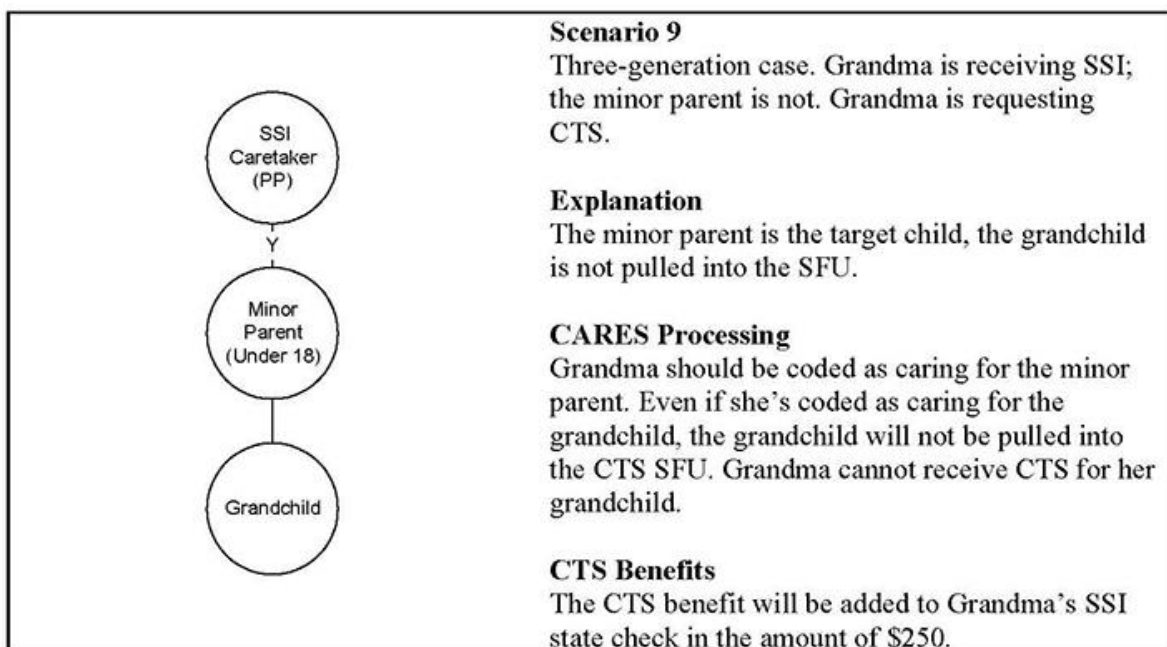 SSI
Caretaker
(PP)
Y
Minor
Parent
(Under 18)
Grandchild
Scenario 9
Three-generation case. Grandma is receiving SSI;
the minor parent is not. Grandma is requesting
CTS.
Explanation
The minor parent is the target child, the grandchild
is not pulled into the SFU.
CARES Processing
Grandma should be coded as caring for the minor
parent. Even if she’s coded as caring for the
grandchild, the grandchild will not be pulled into
the CTS SFU. Grandma cannot receive CTS for her
grandchild.
CTS Benefits
The CTS benefit will be added to Grandma’s SSI
state check in the amount of $250.